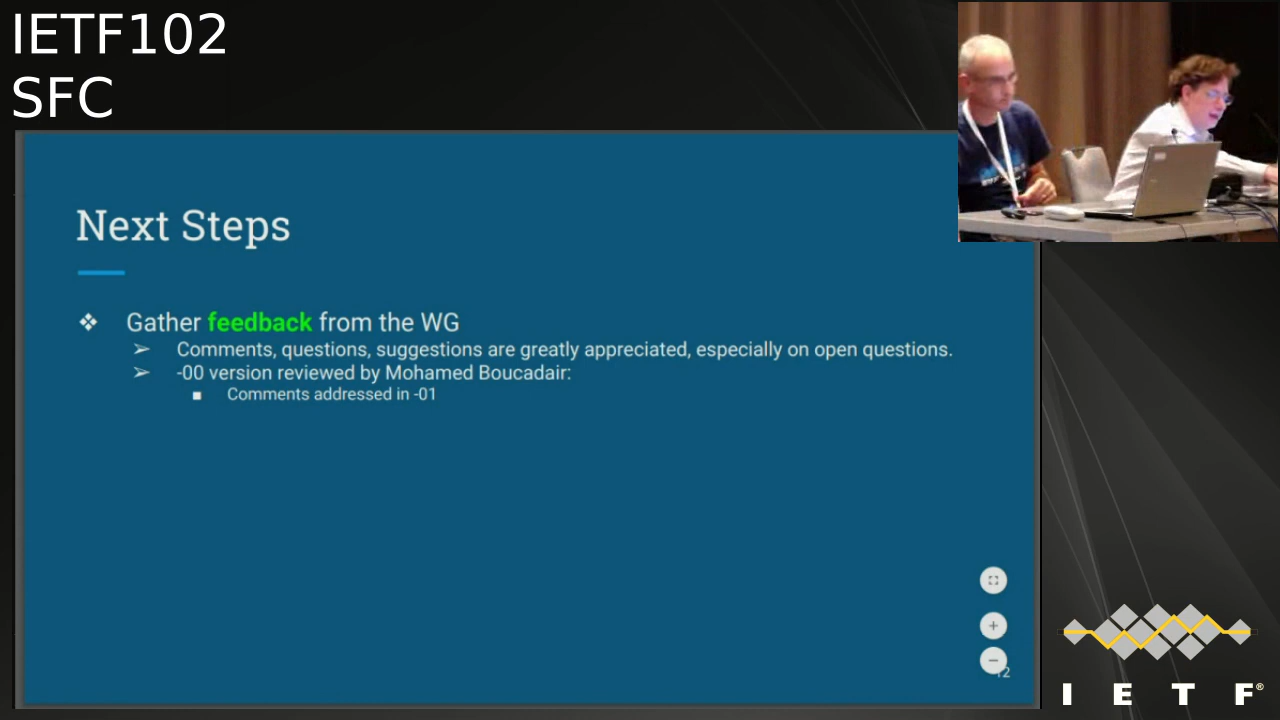 IETF102
SFC
Next Steps
❖ Gather feedback from the WG
➢ Comments, questions, suggestions are greatly appreciated, especially on open questions.
➢ -00 version reviewed by Mohamed Boucadair:
■ Comments addressed in -01
12
I E T F®